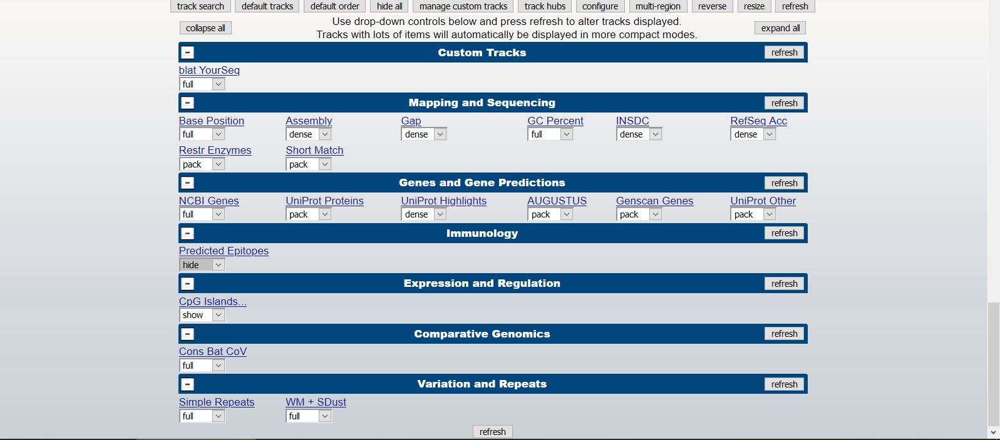 track search default tracks default order hide all manage custom tracks track hubs configure multi-region reverse resize refresh
collapse all Use drop-down controls below and press refresh to alter tracks displayed. expand all
Tracks with lots of items will automatically be displayed in more compact modes.
- Custom Tracks refresh
blat YourSeq
full
- Mapping and Sequencing refresh
Base Position Assembly Gap GC Percent INSDC RefSeq Acc
full dense dense full dense dense
Restr Enzymes Short Match
pack pack
- Genes and Gene Predictions refresh
NCBI Genes UniProt Proteins UniProt Highlights AUGUSTUS Genscan Genes UniProt Other
full pack dense pack pack pack
- Immunology refresh
Predicted Epitopes
hide
- Expression and Regulation refresh
CpG Islands...
show
- Comparative Genomics refresh
Cons Bat CoV
full
- Variation and Repeats refresh
Simple Repeats WM + SDust
full full
refresh